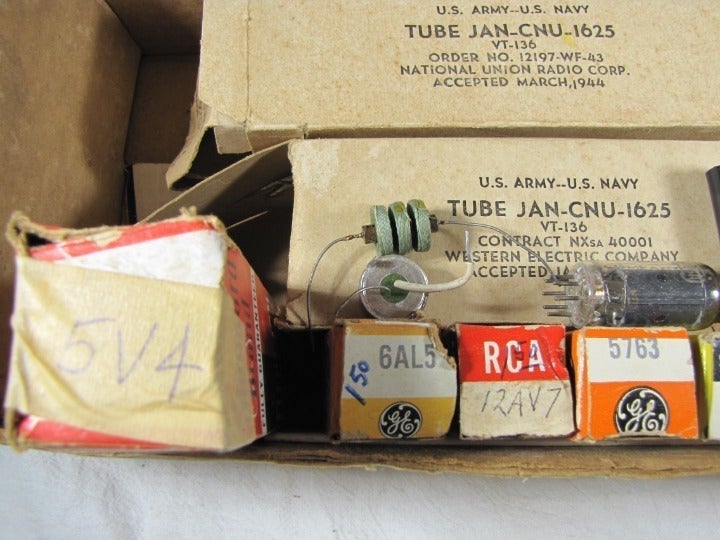 U.S. ARMY--U.S. NAVY
TUBE JAN-CNU-1625
VT-136
ORDER NO. 12197-WF-43
NATIONAL UNION RADIO CORP.
ACCEPTED MARCH,1944
U.S. ARMY--U.S. NAVY
TUBE JAN-CNU-1625
VT-136
CONTRACT NXSA 40001
WESTERN ELECTRIC COMPANY
ACCEPTED
5V4
6AL5
150
GE
RCA
12AV7
5763
GE